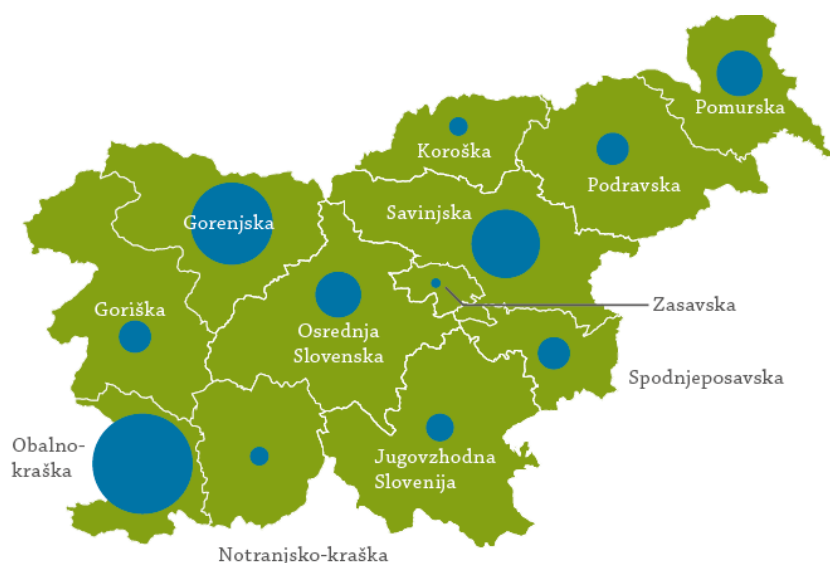 Pomurska
Koroška
Podravska
Savinjska
Gorenjska
Zasavska
Goriška
Osrednja
Slovenska
Spodnjeposavska
Obalno-
kraška
Jugovzhodna
Slovenija
Notranjsko-kraška